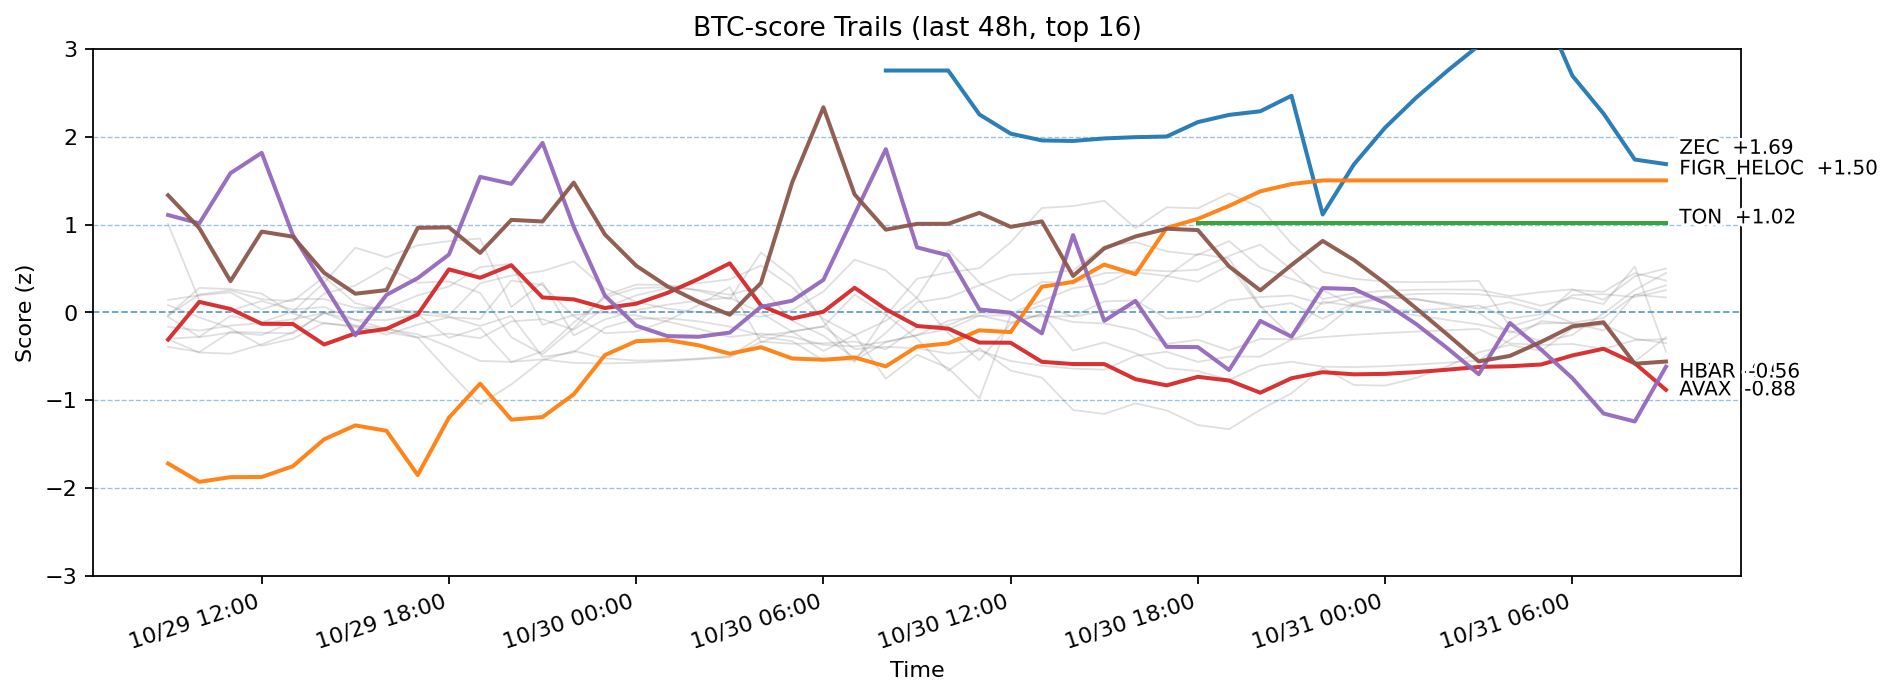 BTC-score Trails (last 48h, top 16)
Score (z)
3
2
1
0
−1
−2
−3
ZEC +1.69
FIGR_HELOC +1.50
TON +1.02
HBAR -0.56
AVAX -0.88
10/29 12:00
10/29 18:00
10/30 00:00
10/30 06:00
10/30 12:00
10/30 18:00
10/31 00:00
10/31 06:00
Time